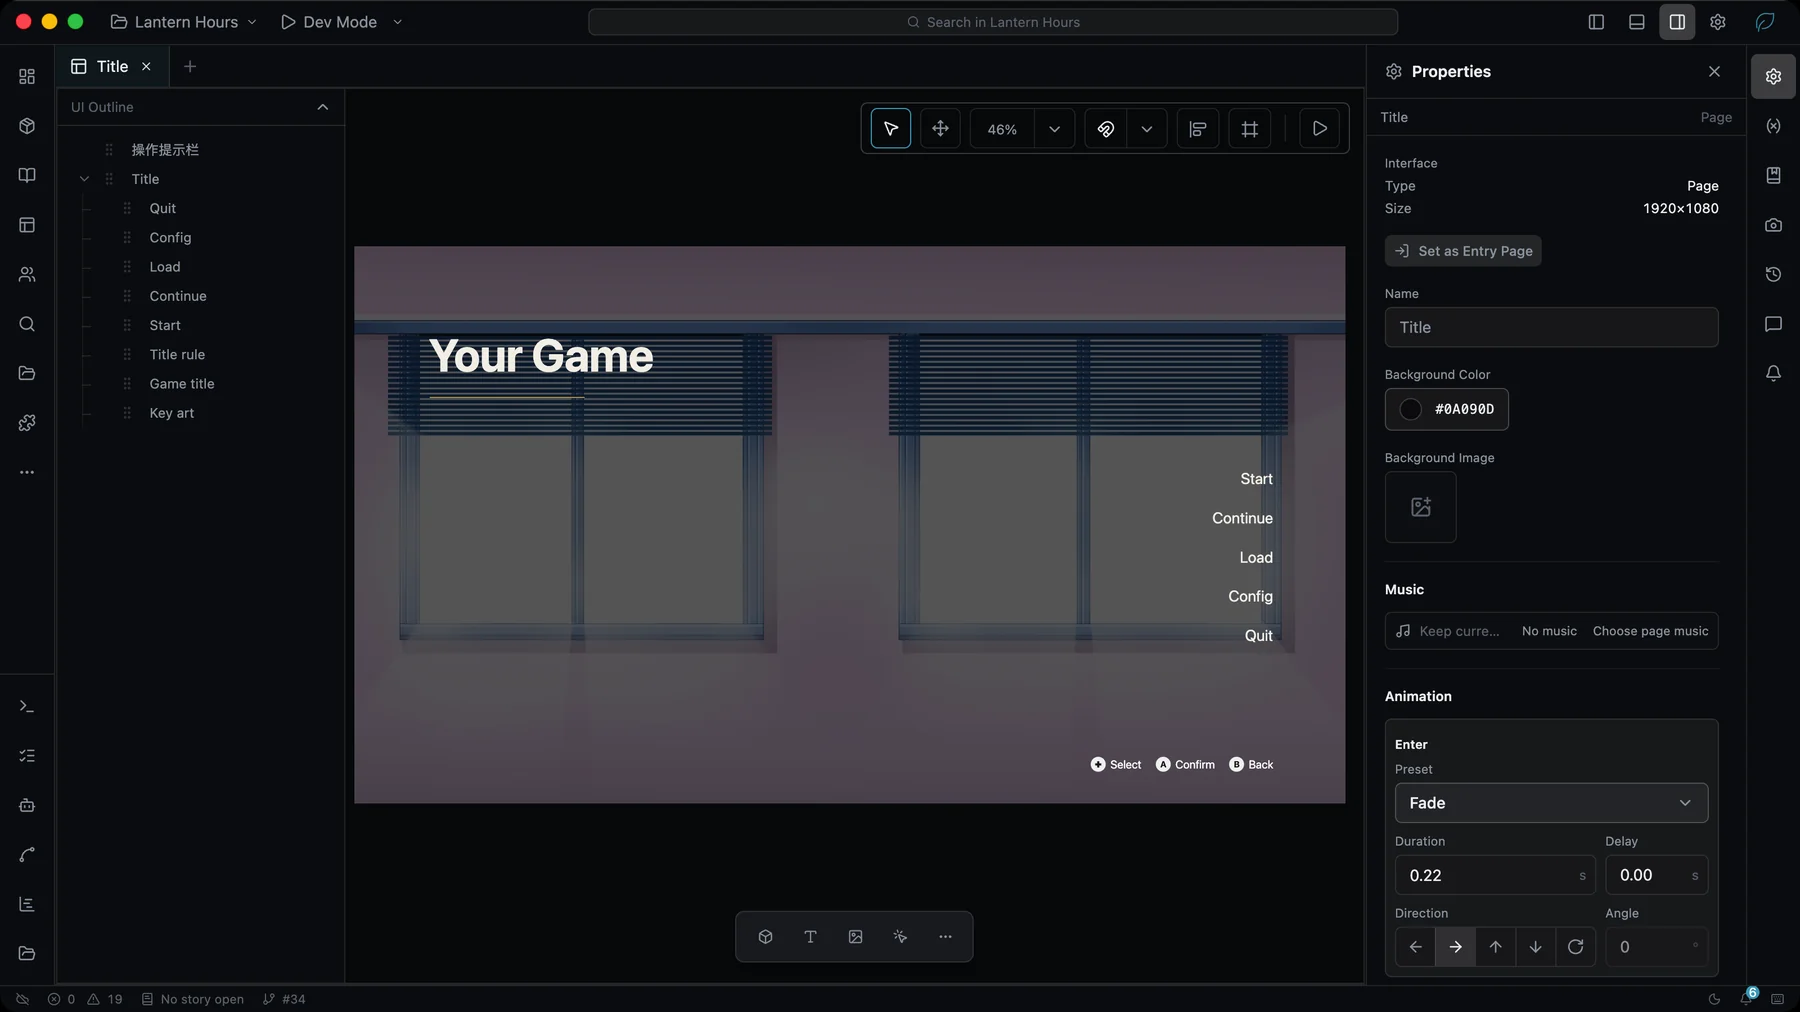 Lantern Hours
Dev Mode
Search in Lantern Hours
Title
UI Outline
操作提示栏
Title
Quit
Config
Load
Continue
Start
Title rule
Game title
Key art
46%
Your Game
Start
Continue
Load
Config
Quit
Select
A Confirm
B Back
Properties
Title Page
Interface
Type Page
Size 1920×1080
Set as Entry Page
Name
Title
Background Color
#0A090D
Background Image
Music
Keep curre... No music Choose page music
Animation
Enter
Preset
Fade
Duration Delay
0.22 s 0.00 s
Direction Angle
0 °
0 19 No story open #34
6